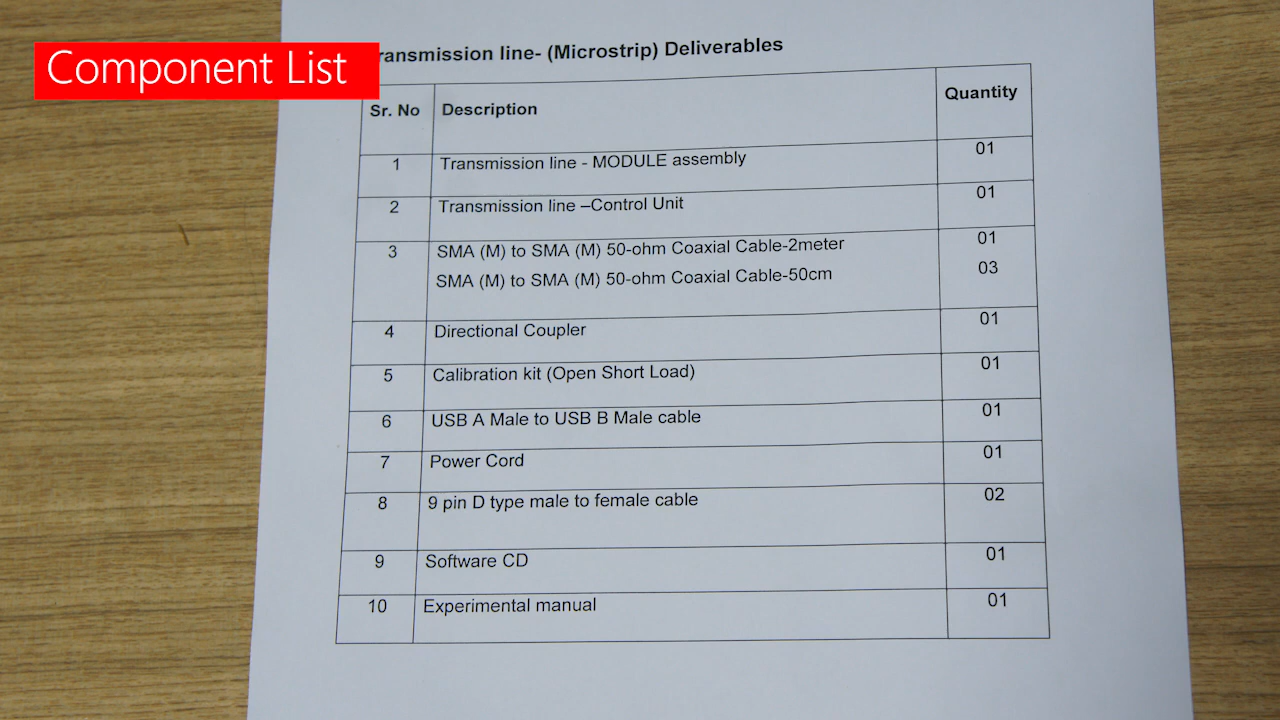 Component List
ransmission line- (Microstrip) Deliverables
Sr. No Description Quantity
1 Transmission line - MODULE assembly 01
2 Transmission line –Control Unit 01
3 SMA (M) to SMA (M) 50-ohm Coaxial Cable-2meter 01
SMA (M) to SMA (M) 50-ohm Coaxial Cable-50cm 03
4 Directional Coupler 01
5 Calibration kit (Open Short Load) 01
6 USB A Male to USB B Male cable 01
7 Power Cord 01
8 9 pin D type male to female cable 02
9 Software CD 01
10 Experimental manual 01